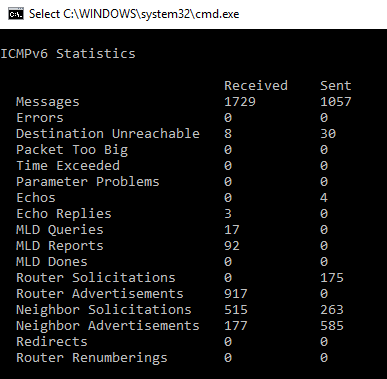 Select C:\WINDOWS\system32\cmd.exe
ICMPv6 Statistics
Received Sent
Messages 1729 1057
Errors 0 0
Destination Unreachable 8 30
Packet Too Big 0 0
Time Exceeded 0 0
Parameter Problems 0 0
Echos 0 4
Echo Replies 3 0
MLD Queries 17 0
MLD Reports 92 0
MLD Dones 0 0
Router Solicitations 0 175
Router Advertisements 917 0
Neighbor Solicitations 515 263
Neighbor Advertisements 177 585
Redirects 0 0
Router Renumberings 0 0